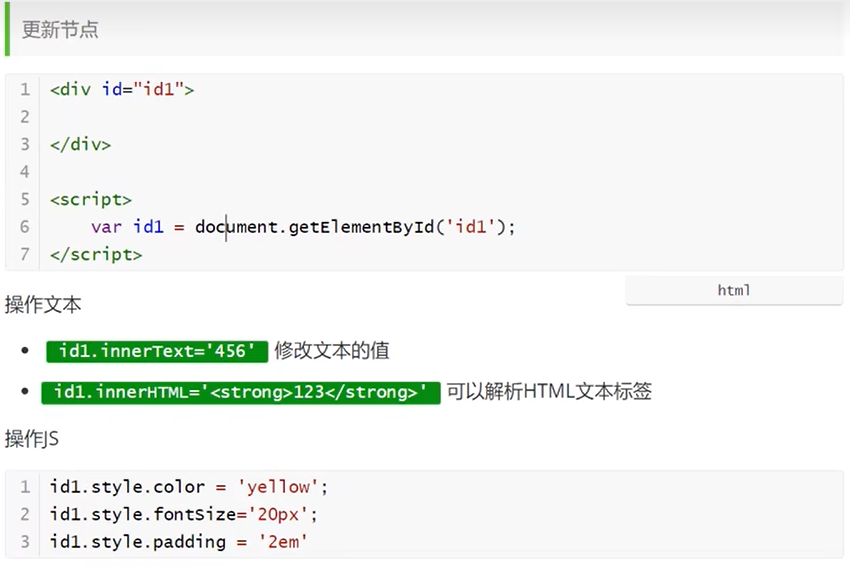 更新节点
1 <div id="id1">
2
3 </div>
4
5 <script>
6 var id1 = document.getElementById('id1');
7 </script>
html
操作文本
• id1.innerText='456' 修改文本的值
• id1.innerHTML='<strong>123</strong>' 可以解析HTML文本标签
操作JS
1 id1.style.color = 'yellow';
2 id1.style.fontSize='20px';
3 id1.style.padding = '2em'